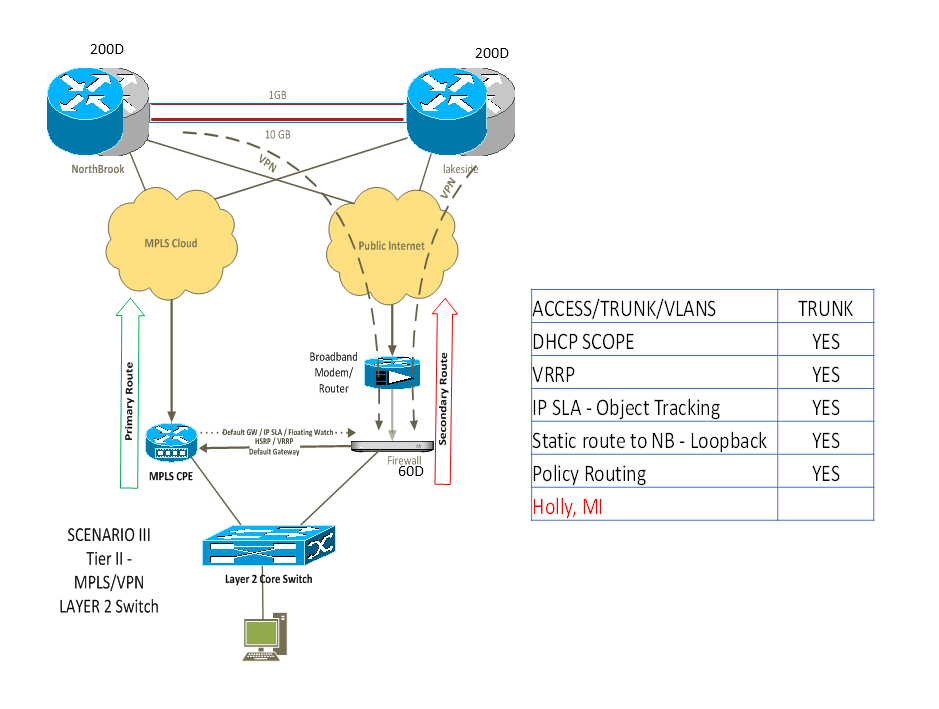 200D
200D
1GB
10 GB
VPN
VPN
NorthBrook
lakeside
MPLS Cloud
Public Internet
Primary Route
Secondary Route
Broadband
Modem/
Router
Default GW / IP SLA / Floating Watch
HSRP / VRRP
Default Gateway
M
Firewall
60D
MPLS CPE
Layer 2 Core Switch
SCENARIO III
Tier II -
MPLS/VPN
LAYER 2 Switch
ACCESS/TRUNK/VLANS TRUNK
DHCP SCOPE YES
VRRP YES
IP SLA - Object Tracking YES
Static route to NB - Loopback YES
Policy Routing YES
Holly, MI